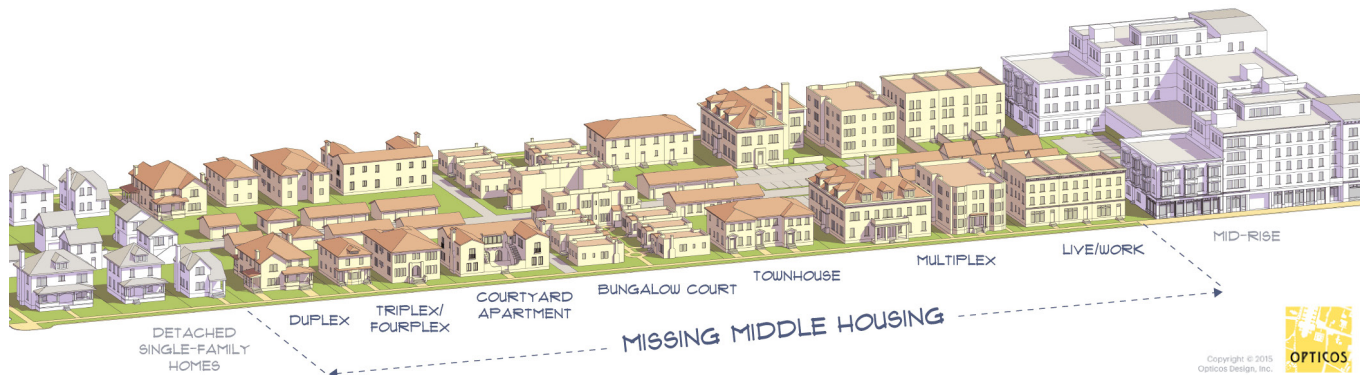 DETACHED
SINGLE-FAMILY
HOMES
DUPLEX
TRIPLEX/
FOURPLEX
COURTYARD
APARTMENT
BUNGALOW COURT
TOWNHOUSE
MULTIPLEX
LIVE/WORK
MID-RISE
MISSING MIDDLE HOUSING
Copyright © 2015
Opticos Design, Inc.
OPTICOS